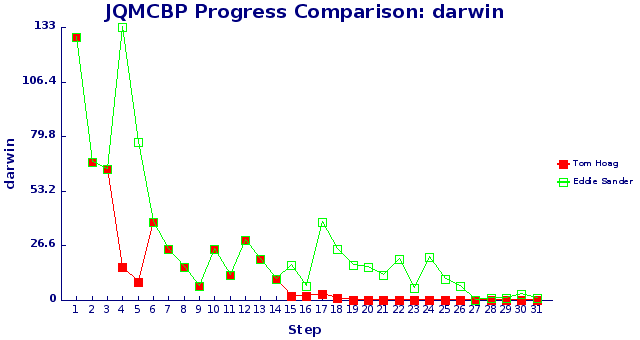 JQMCBP Progress Comparison: darwin
133
106.4
79.8
53.2
26.6
0
darwin
1 2 3 4 5 6 7 8 9 10 11 12 13 14 15 16 17 18 19 20 21 22 23 24 25 26 27 28 29 30 31
Step
Tom Hoag
Eddie Sander